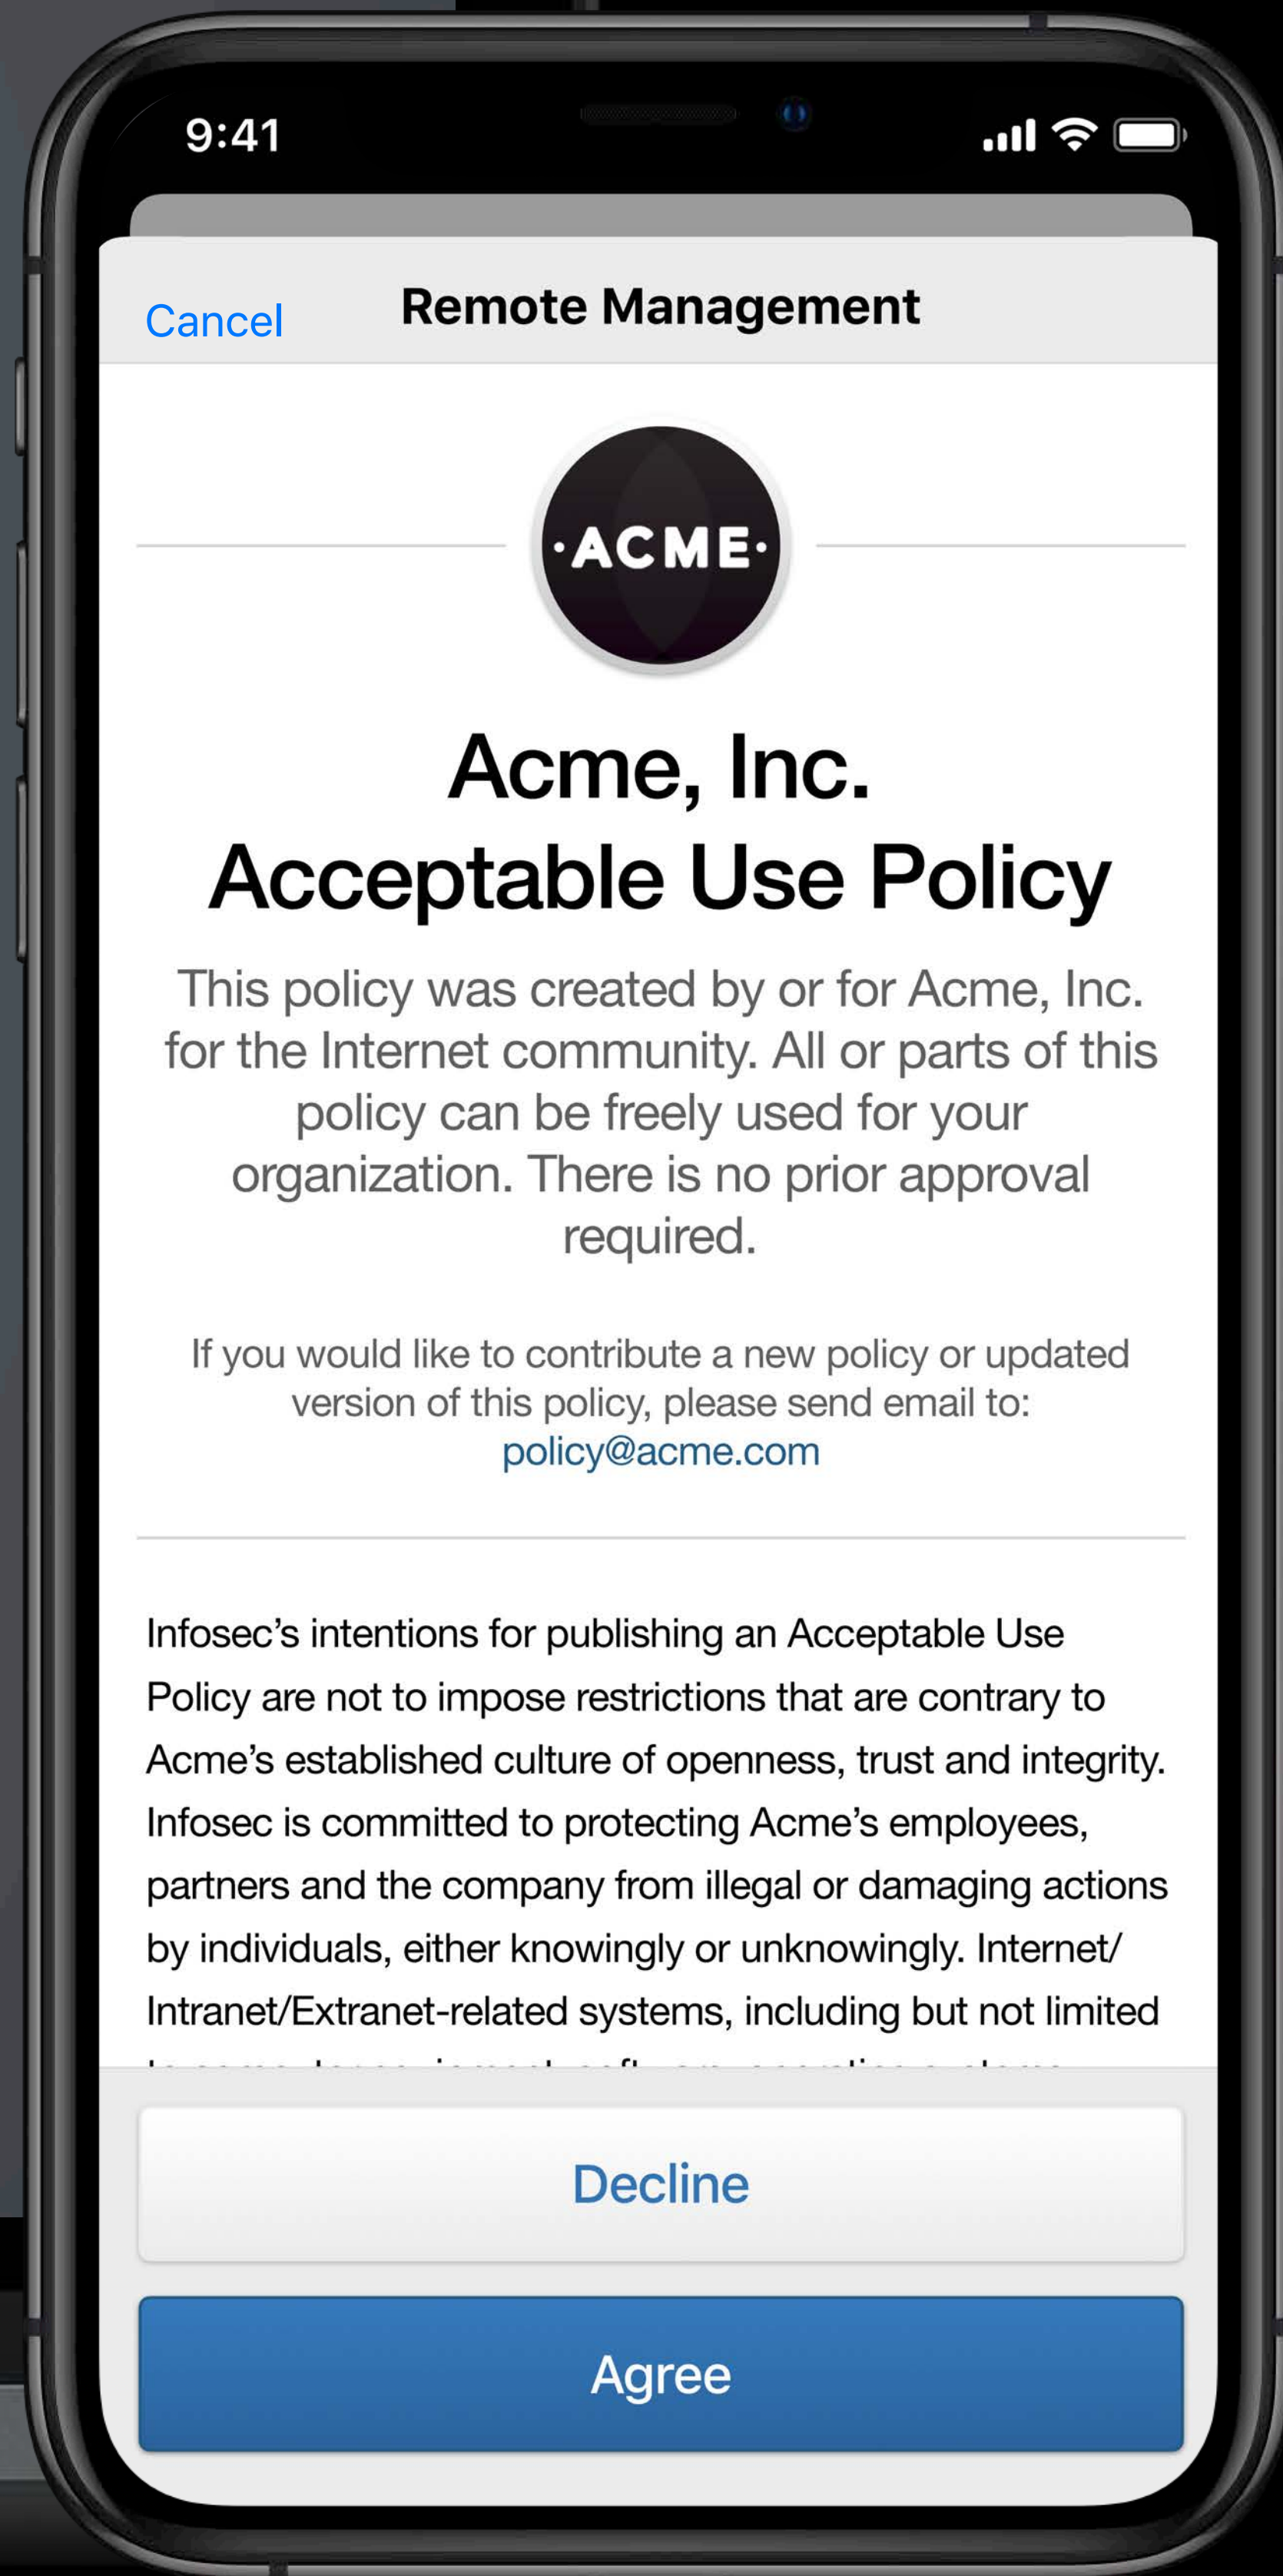 9:41
Cancel
Remote Management
·ACME·
Acme, Inc.
Acceptable Use Policy
This policy was created by or for Acme, Inc.
for the Internet community. All or parts of this
policy can be freely used for your
organization. There is no prior approval
required.
If you would like to contribute a new policy or updated
version of this policy, please send email to:
policy@acme.com
Infosec’s intentions for publishing an Acceptable Use
Policy are not to impose restrictions that are contrary to
Acme’s established culture of openness, trust and integrity.
Infosec is committed to protecting Acme’s employees,
partners and the company from illegal or damaging actions
by individuals, either knowingly or unknowingly. Internet/
Intranet/Extranet-related systems, including but not limited
Decline
Agree